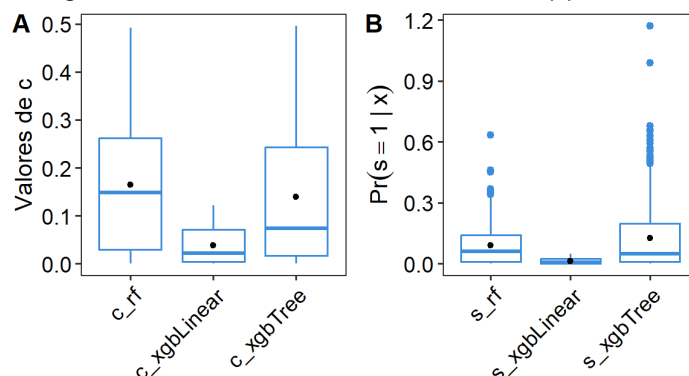 A
B
Valores de c
0.5
0.4
0.3
0.2
0.1
0.0
c_rf
c_xgbLinear
c_xgbTree
Pr(s = 1 | x)
1.2
0.9
0.6
0.3
0.0
s_rf
s_xgbLinear
s_xgbTree